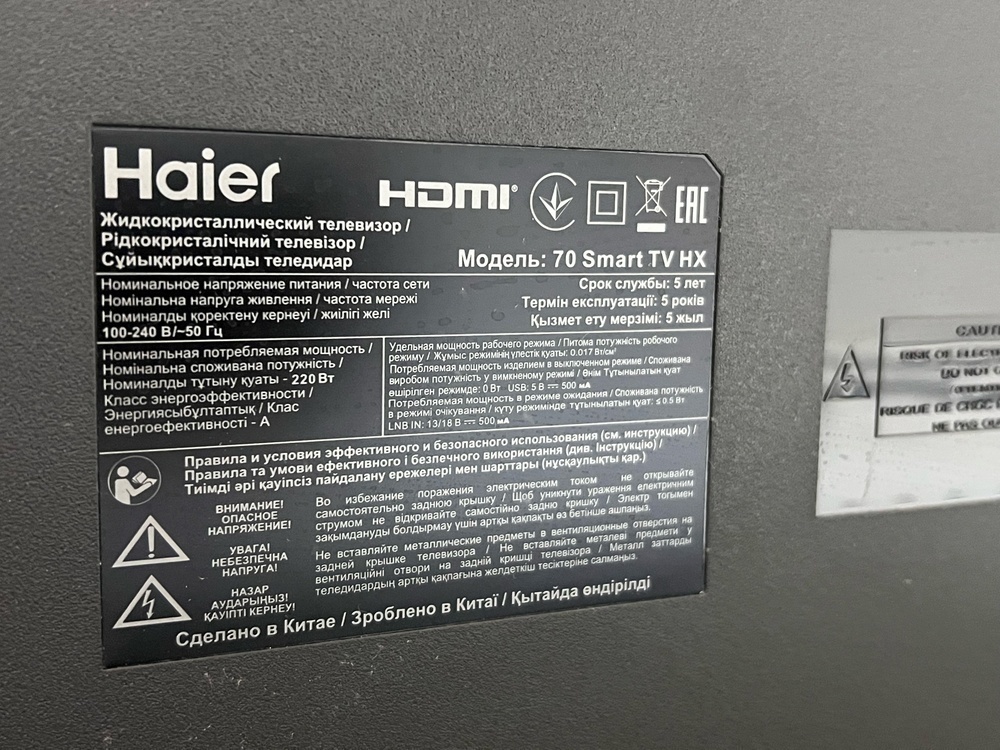 Haier
HDMI®
EAC
Жидкокристаллический телевизор /
Рідкокристалічний телевізор /
Сұйыққристалды теледидар
Модель: 70 Smart TV HX
Номинальное напряжение питания / частота сети
Номінальна напруга живлення / частота мережі
Номиналды қоректену кернеуі / жиілігі желі
100-240 В/~50 Гц
Срок службы: 5 лет
Термін експлуатації: 5 років
Қызмет ету мерзімі: 5 жыл
Номинальная потребляемая мощность /
Номінальна споживана потужність /
Номиналды тұтыну қуаты - 220 Вт
Класс энергоэффективности /
Энергиясыбұлтаптық / Клас
енергоефективності - А
Удельная мощность рабочего режима / Питома потужність робочого
режиму / Жұмыс режимінің үлестік қуаты: 0.017 Вт/см²
Потребляемая мощность изделием в выключенном режиме / Споживана
виробом потужність у вимкненому режимі / Өнім Тұтынылатын қуат
өшірілген режимде: 0 Вт USB: 5 В ⎓ 500 мА
Потребляемая мощность в режиме ожидания / Споживана потужність
в режимі очікування / күту режимінде тұтынылатын қуат: ≤ 0.5 Вт
LNB IN: 13/18 В ⎓ 500 мА
Правила и условия эффективного и безопасного использования (см. инструкцию) /
Правила та умови ефективного і безпечного використання (див. інструкцію) /
Тиімді әрі қауіпсіз пайдалану ережелері мен шарттары (нұсқаулықты қар.)
ВНИМАНИЕ!
ОПАСНОЕ
НАПРЯЖЕНИЕ!
УВАГА!
НЕБЕЗПЕЧНА
НАПРУГА!
НАЗАР
АУДАРЫҢЫЗ!
ҚАУІПТІ КЕРНЕУ!
Во избежание поражения электрическим током не открывайте
самостоятельно заднюю крышку / Щоб уникнути ураження електричним
струмом не відкривайте самостійно задню кришку / Электр тогымен
зақымдануды болдырмау үшін артқы қақпақты өз бетінше ашпаңыз.
Не вставляйте металлические предметы в вентиляционные отверстия на
задней крышке телевизора / Не вставляйте металеві предмети у
вентиляційні отвори на задній кришці телевізора / Металл заттарды
теледидардың артқы қақпағына желдеткіш тесіктеріне салмаңыз.
Сделано в Китае / Зроблено в Китаї / Қытайда өндірілді
RISK OF
DO NOT
RISQUE DE CHOC
NE PAS